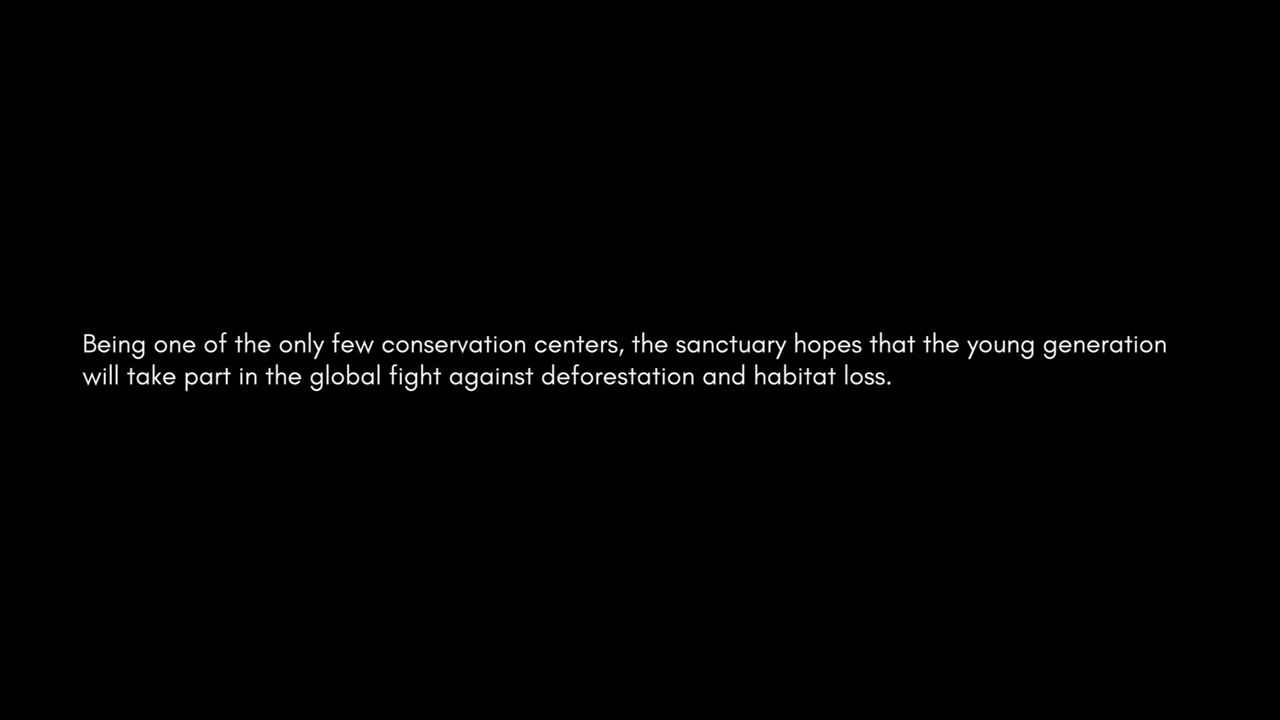 Being one of the only few conservation centers, the sanctuary hopes that the young generation
will take part in the global fight against deforestation and habitat loss.